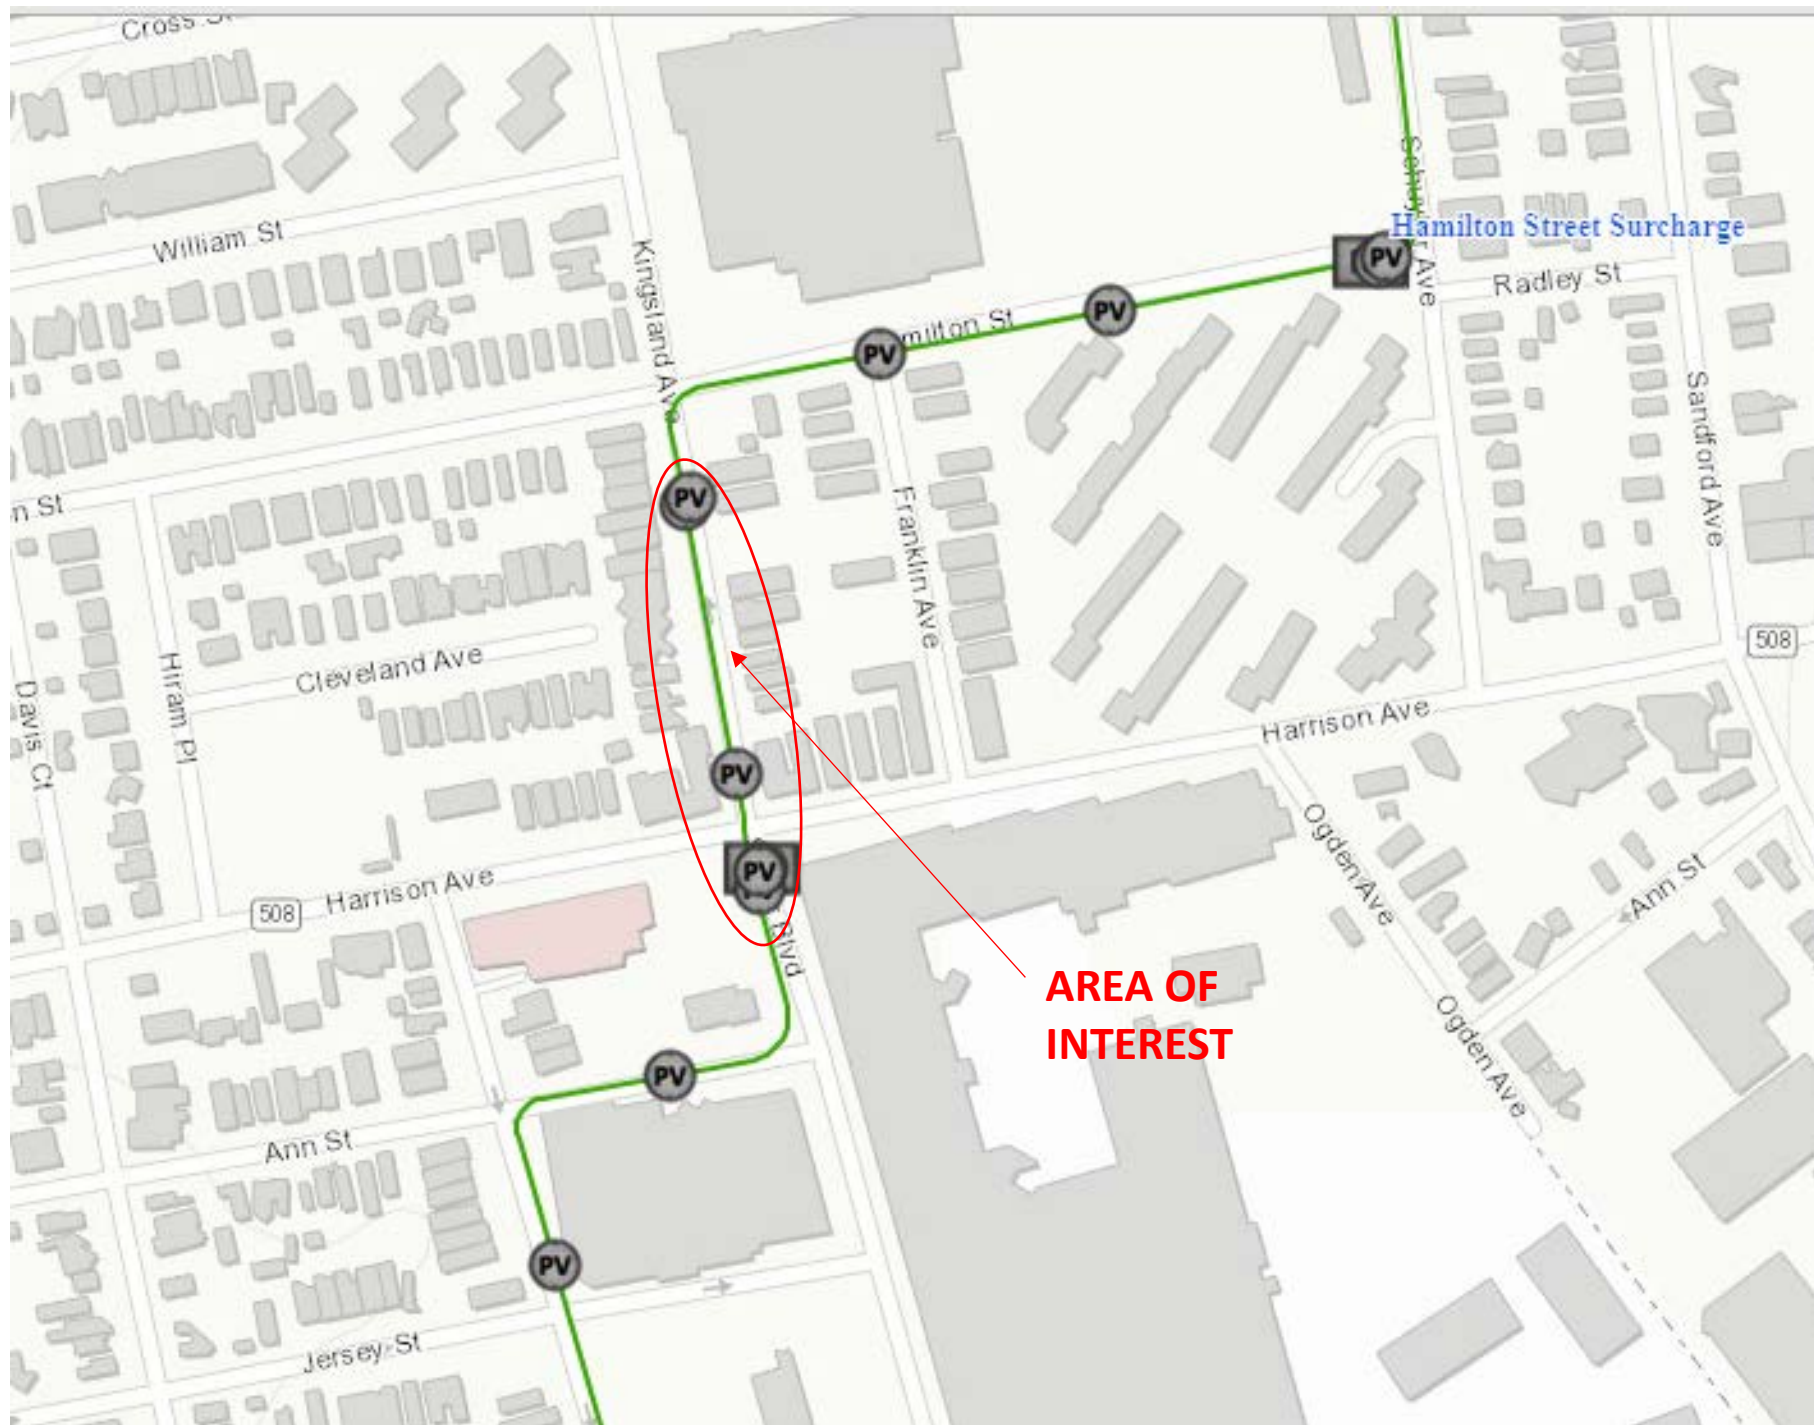 Cross St
William St
Kingsland Ave
Schuyler Ave
Hamilton Street Surcharge
PV
Radley St
PV
milton St
PV
Sandford Ave
n St
PV
Franklin Ave
508
Cleveland Ave
Hiram Pl
Davis Ct
Harrison Ave
PV
Ogden Ave
PV
Harrison Ave
508
Ann St
Blvd
AREA OF
INTEREST
Ogden Ave
PV
Ann St
PV
Jersey St